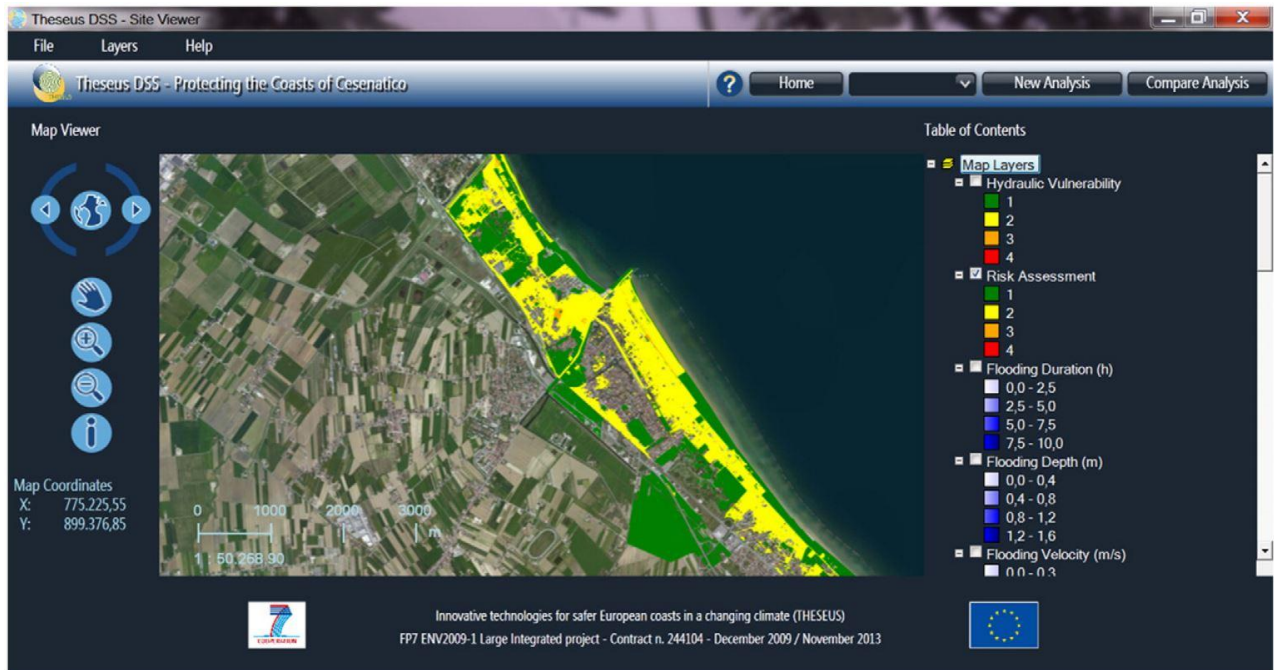 Theseus DSS - Site Viewer
File Layers Help
Theseus DSS - Protecting the Coasts of Cesenatico
? Home New Analysis Compare Analysis
Map Viewer
Table of Contents
Map Layers
Hydraulic Vulnerability
1
2
3
4
Risk Assessment
1
2
3
4
Flooding Duration (h)
0,0 - 2,5
2,5 - 5,0
5,0 - 7,5
7,5 - 10,0
Flooding Depth (m)
0,0 - 0,4
0,4 - 0,8
0,8 - 1,2
1,2 - 1,6
Flooding Velocity (m/s)
0,0 - 0,3
Map Coordinates
X: 775.225,55
Y: 899.376,85
0 1000 2000 3000
m
1 : 50.268,90
7
Innovative technologies for safer European coasts in a changing climate (THESEUS)
FP7 ENV2009-1 Large Integrated project - Contract n. 244104 - December 2009 / November 2013